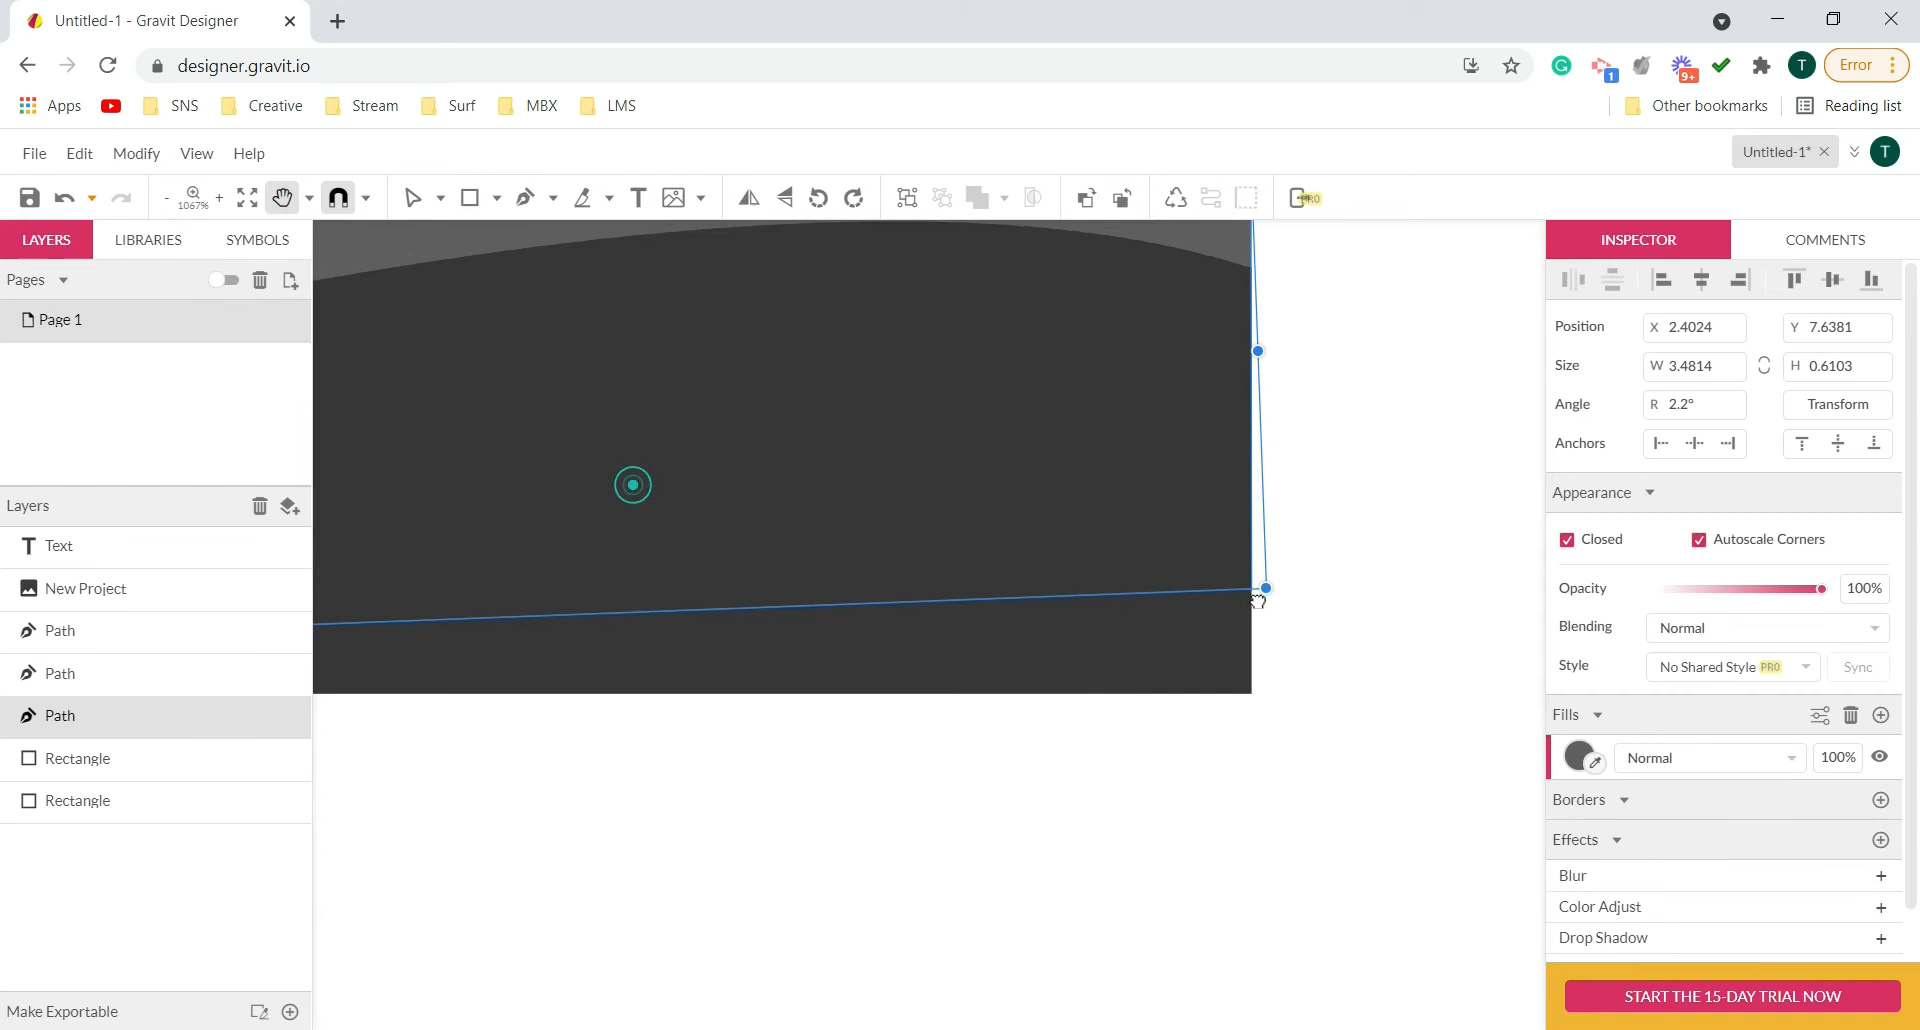 Untitled-1 - Gravit Designer
designer.gravit.io
1
9+
T
Error
Apps
SNS
Creative
Stream
Surf
MBX
LMS
Other bookmarks
Reading list
File
Edit
Modify
View
Help
Untitled-1*
T
- 1067% +
T
PRO
LAYERS
LIBRARIES
SYMBOLS
INSPECTOR
COMMENTS
Pages
Page 1
Position
X 2.4024
Y 7.6381
Size
W 3.4814
H 0.6103
Angle
R 2.2°
Transform
Anchors
Layers
Appearance
T Text
Closed
Autoscale Corners
New Project
Opacity
100%
Path
Blending
Normal
Path
Style
No Shared Style PRO
Sync
Path
Fills
Rectangle
Normal
100%
Rectangle
Borders
Effects
Blur
+
Color Adjust
+
Drop Shadow
+
START THE 15-DAY TRIAL NOW
Make Exportable